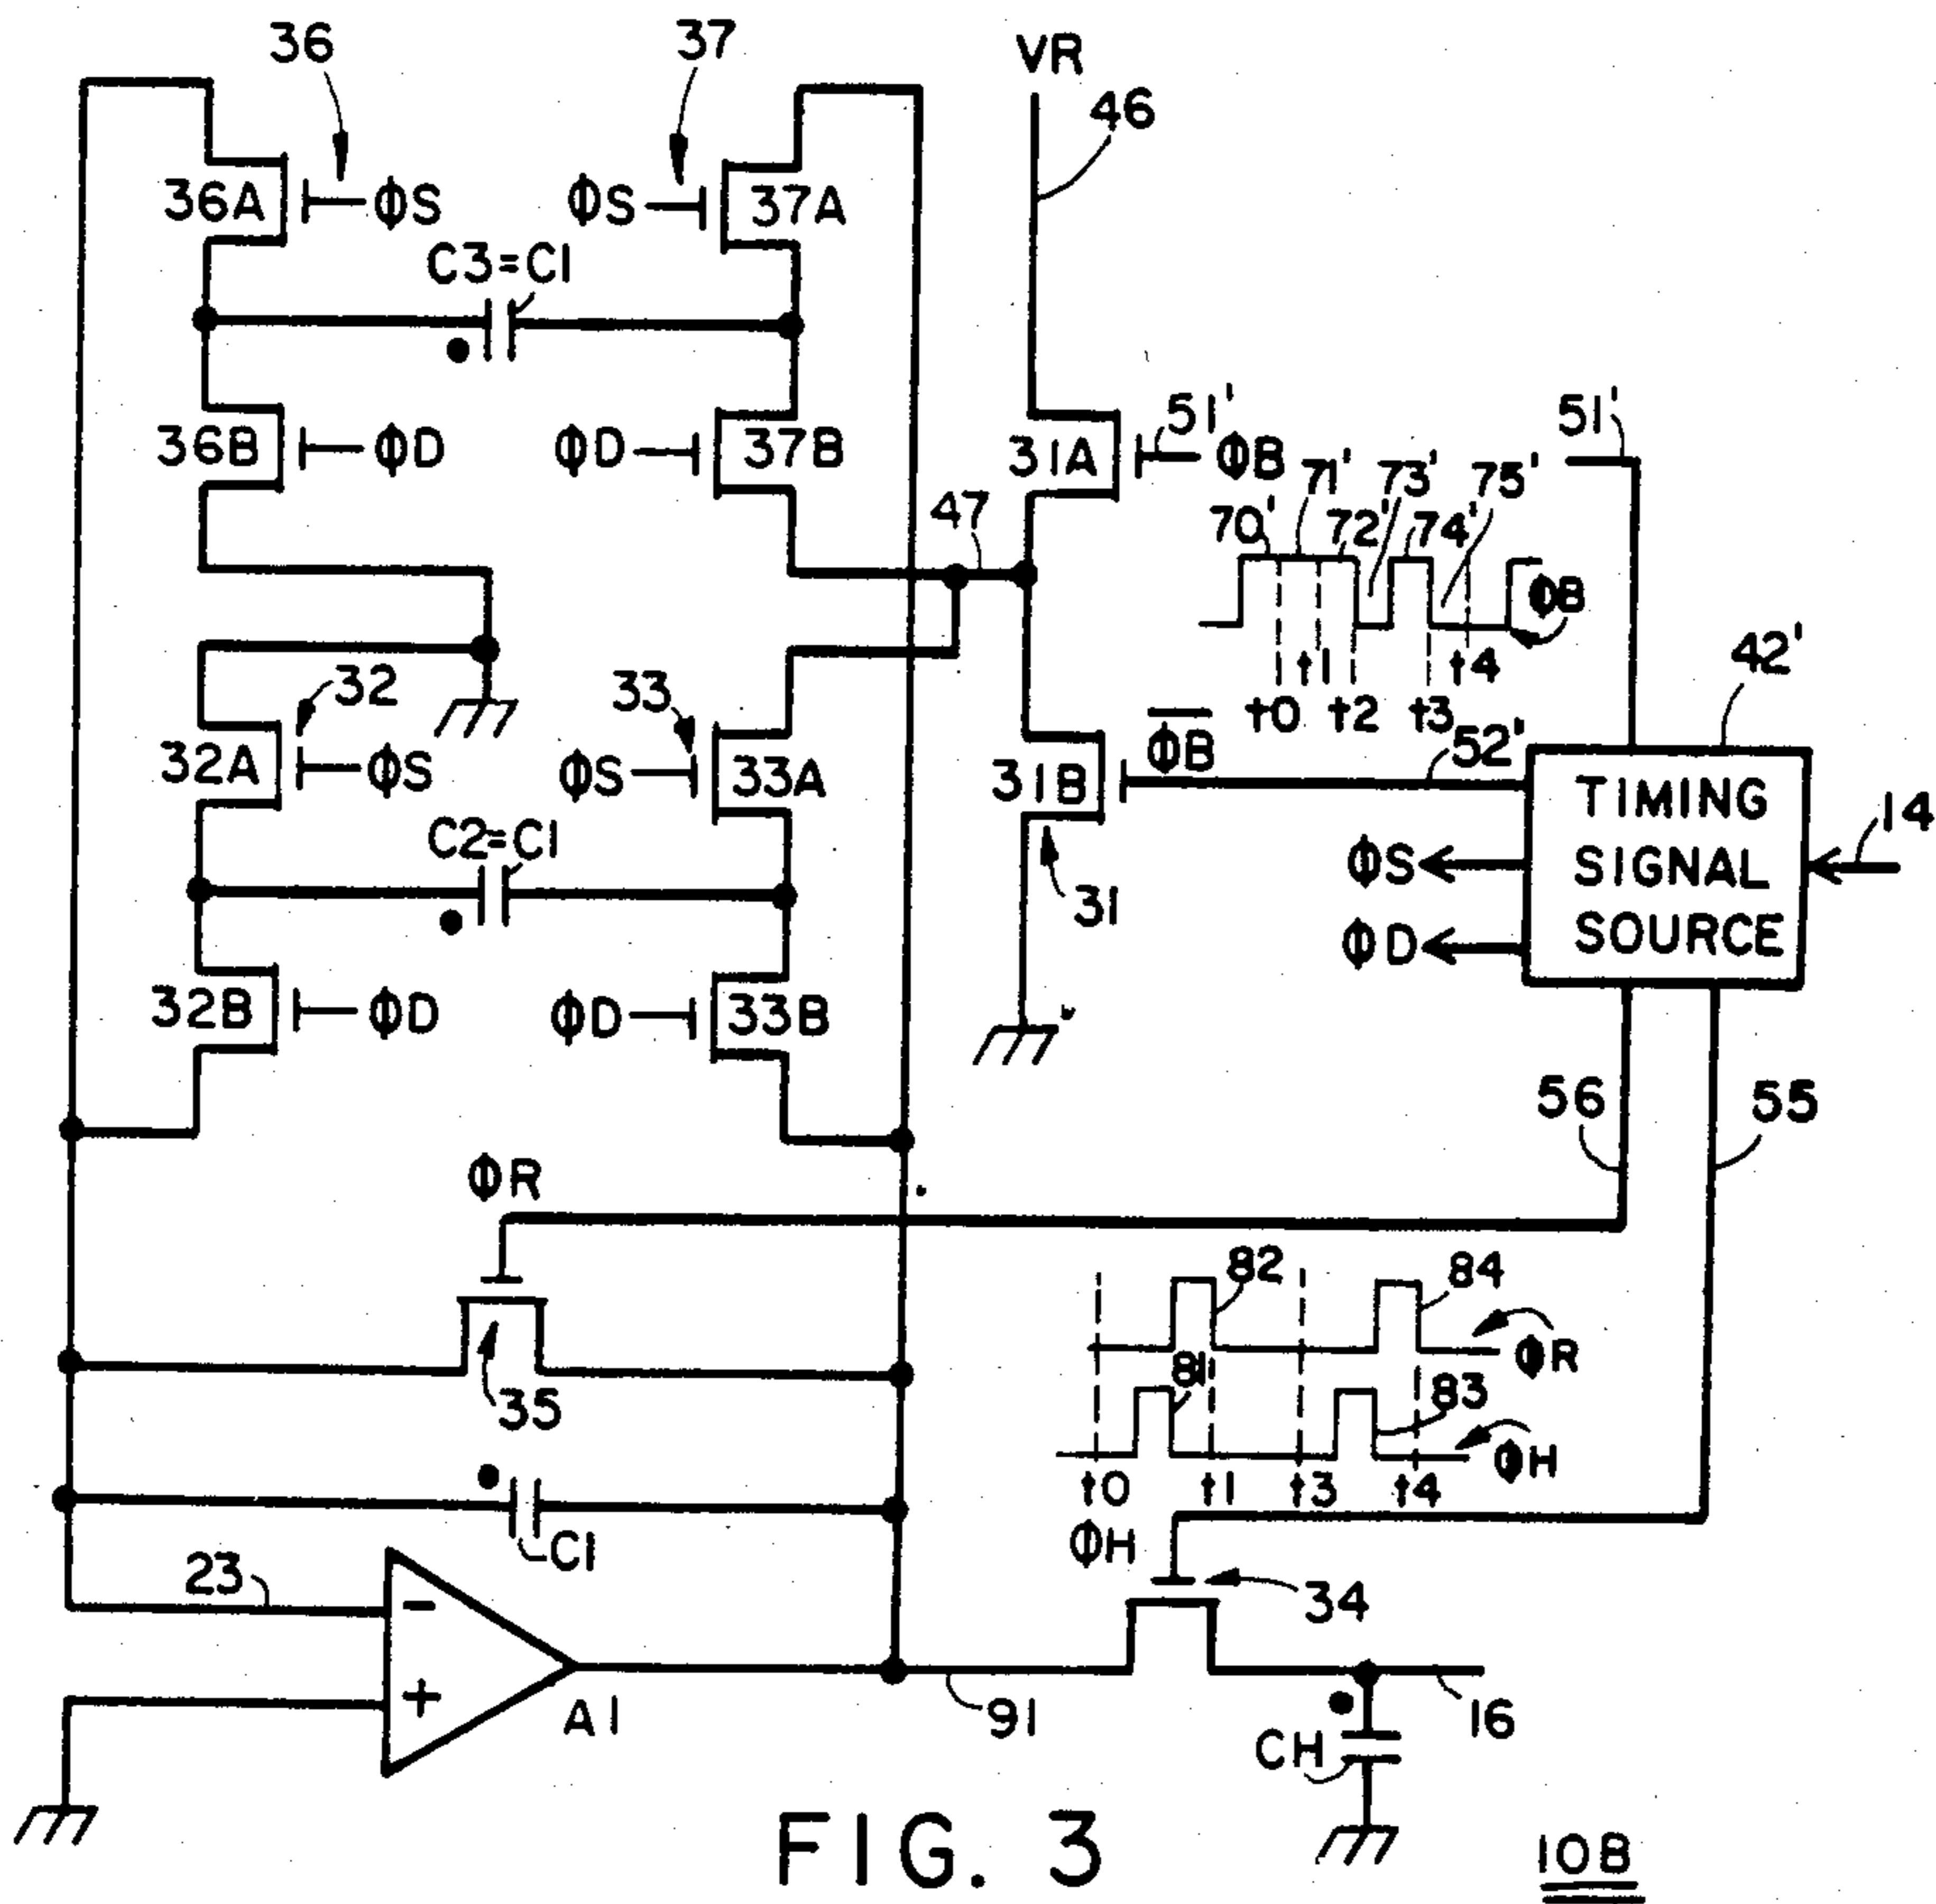 36
37
VR
46
36A
ΦS
ΦS
37A
C3=C1
36B
ΦD
ΦD
37B
31A
51'
ΦB
51'
47
70'
71'
72'
73'
74'
75'
ΦB
t0
t1
t2
t3
t4
42'
32
33
32A
ΦS
ΦS
33A
31B
Φ̅B̅
52'
TIMING
SIGNAL
SOURCE
14
ΦS
ΦD
C2=C1
31
32B
ΦD
ΦD
33B
56
55
ΦR
82
84
ΦR
35
81
83
ΦH
t0
t1
t3
t4
C1
ΦH
23
34
-
+
A1
91
16
CH
FIG. 3
10B